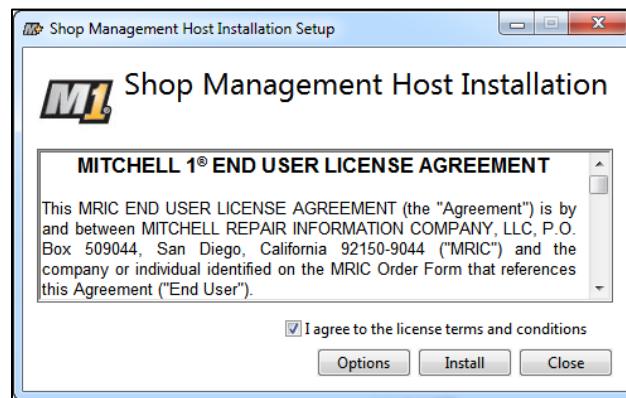 Shop Management Host Installation Setup
M1® Shop Management Host Installation
MITCHELL 1® END USER LICENSE AGREEMENT
This MRIC END USER LICENSE AGREEMENT (the "Agreement") is by
and between MITCHELL REPAIR INFORMATION COMPANY, LLC, P.O.
Box 509044, San Diego, California 92150-9044 ("MRIC") and the
company or individual identified on the MRIC Order Form that references
this Agreement ("End User").
I agree to the license terms and conditions
Options Install Close